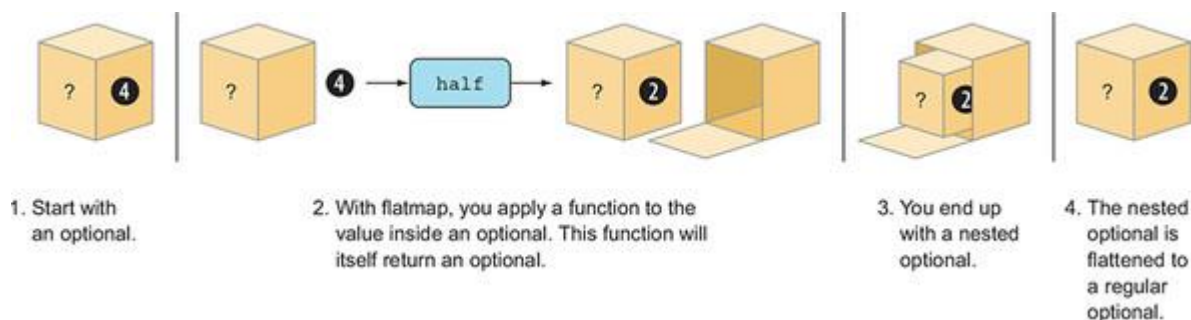 ? 4
? 4 half ? 2
? 2
? 2
1. Start with
an optional.
2. With flatmap, you apply a function to the
value inside an optional. This function will
itself return an optional.
3. You end up
with a nested
optional.
4. The nested
optional is
flattened to
a regular
optional.